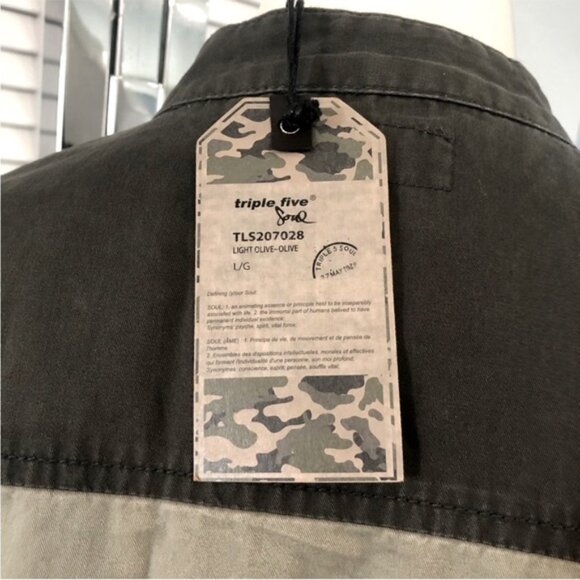 triple five®
Soul
TLS207028
LIGHT OLIVE-OLIVE
L/G
TRIPLE 5 SOUL
Defining (y)our Soul:
SOUL: 1. an animating essence or principle held to be inseparably
associated with life. 2. the immortal part of humans belived to have
permanent individual existence;
Synonyms: psyche, spirit, vital force;
SOUL (ÂME) : 1. Principe de vie, de mouvement et de pensée de
l'homme.
2. Ensembles des dispositions intellectuelles, morales et affectives
qui forment l'individualité d'une personne, son moi profond;
Synonymes: conscience, esprit, pensée, souffle vital;